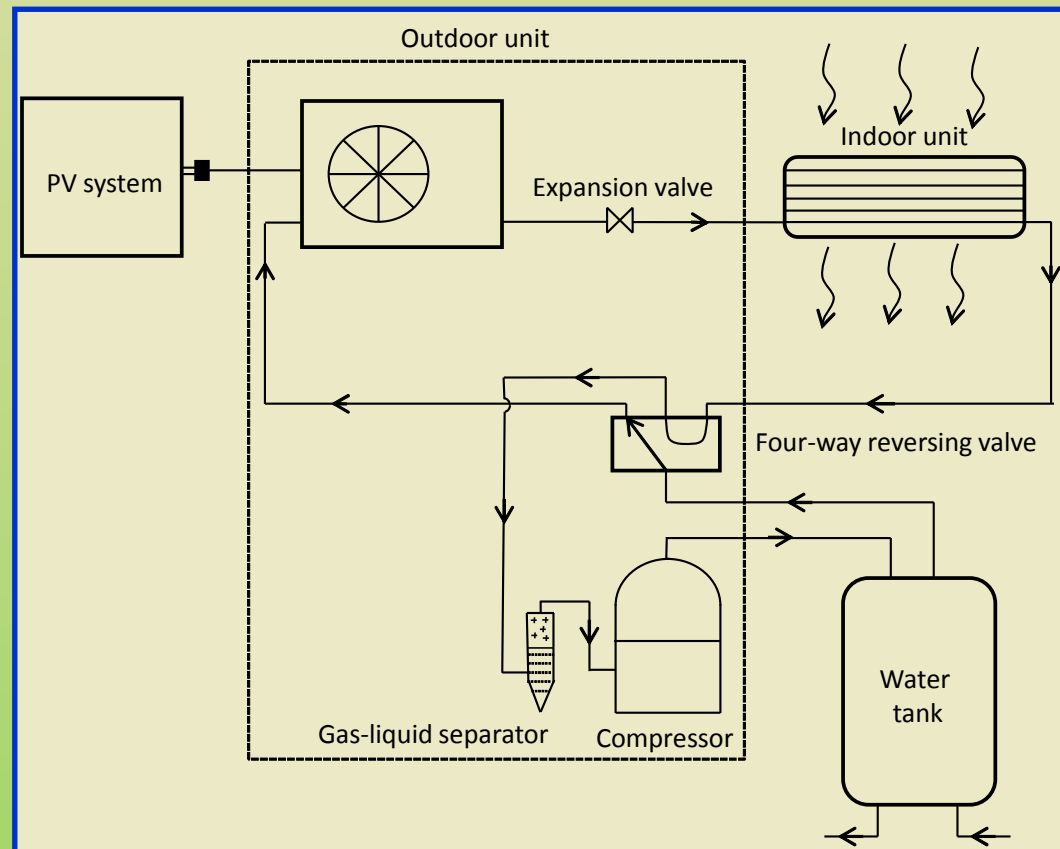 Outdoor unit
PV system
Expansion valve
Indoor unit
Four-way reversing valve
Gas-liquid separator
Compressor
Water
tank